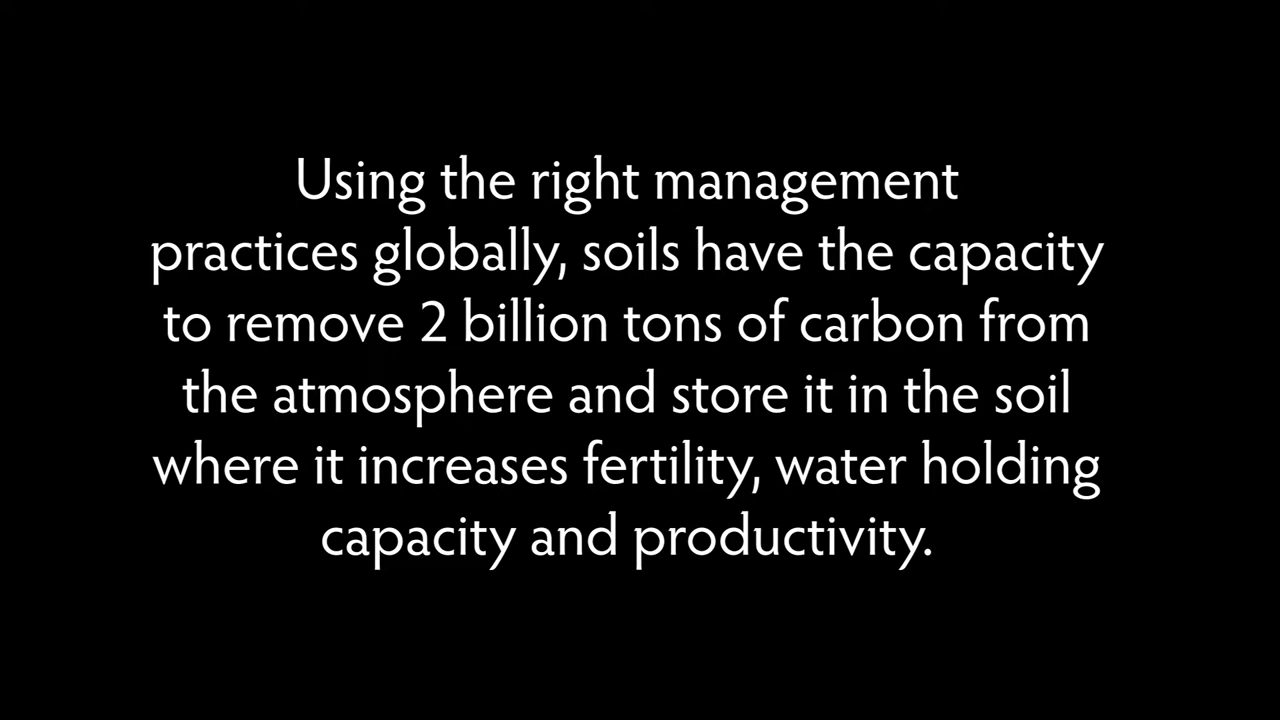 Using the right management
practices globally, soils have the capacity
to remove 2 billion tons of carbon from
the atmosphere and store it in the soil
where it increases fertility, water holding
capacity and productivity.